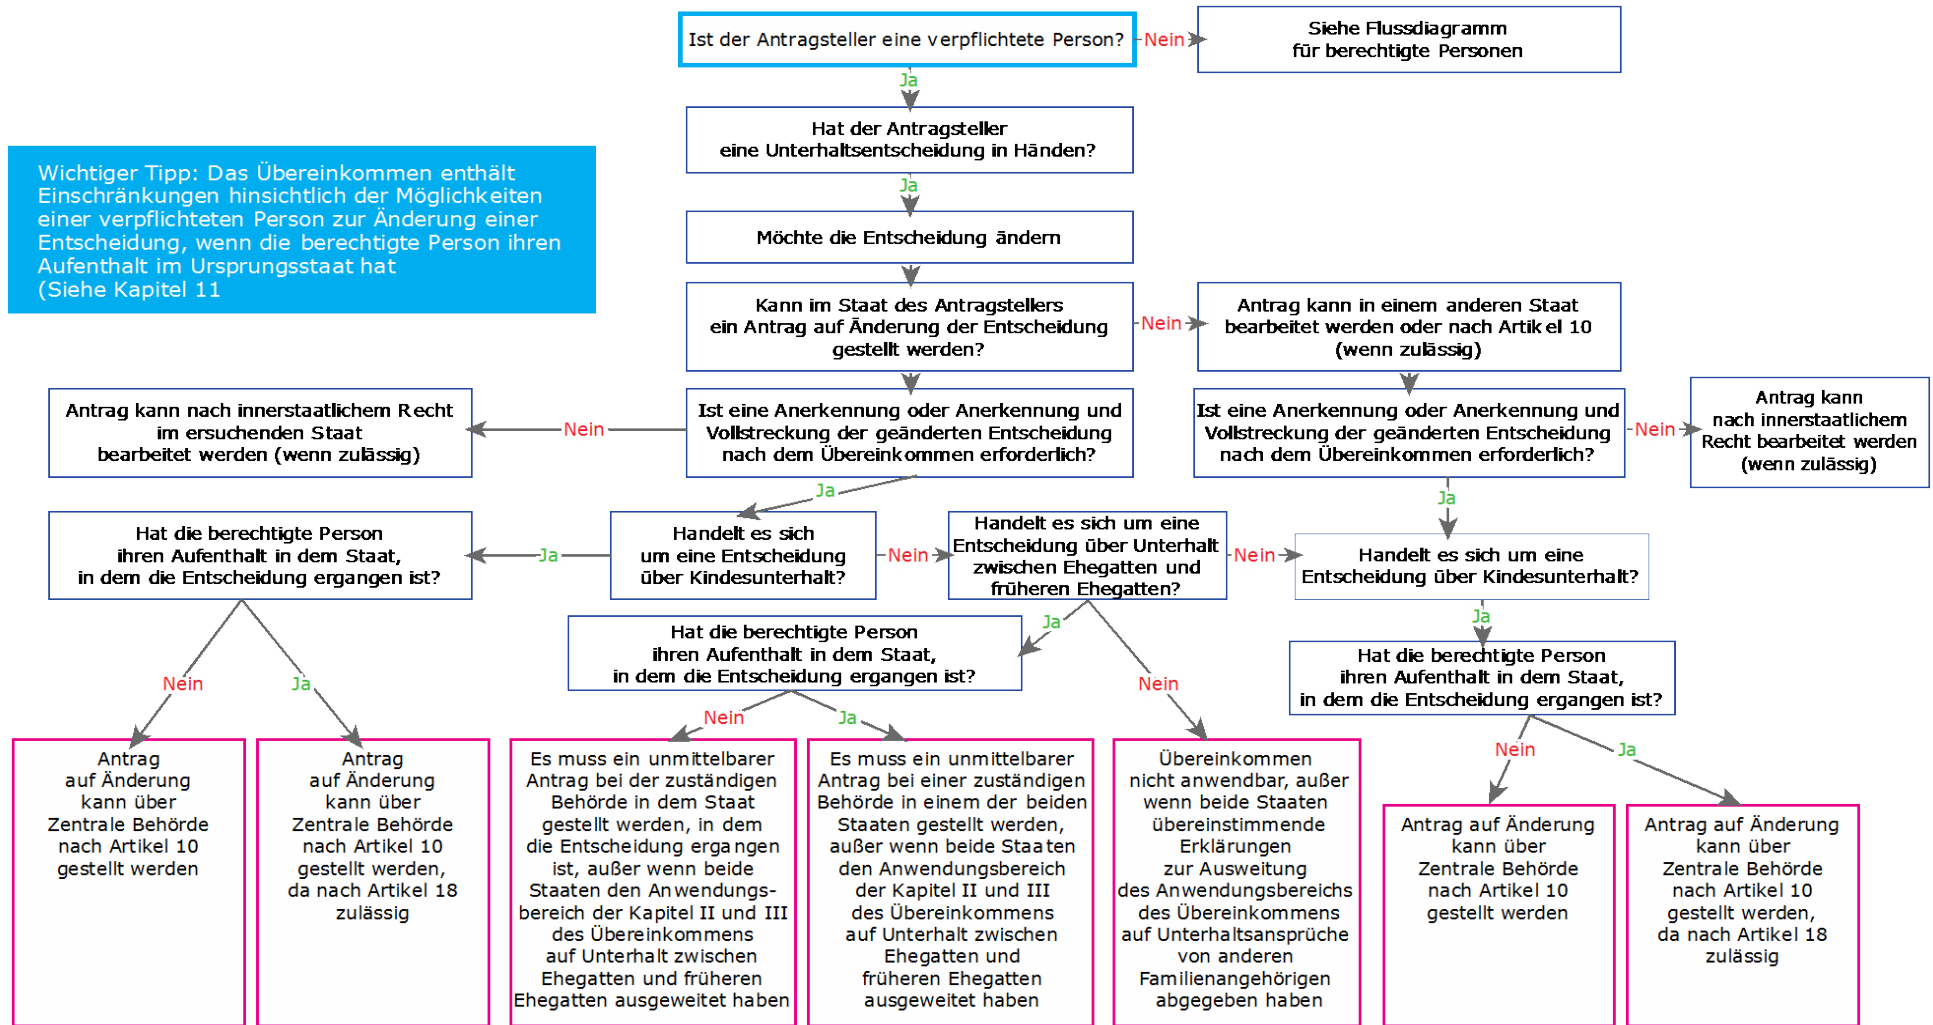 Ist der Antragsteller eine verpflichtete Person?
Nein
Siehe Flussdiagramm
für berechtigte Personen
Ja
Hat der Antragsteller
eine Unterhaltsentscheidung in Händen?
Wichtiger Tipp: Das Übereinkommen enthält
Einschränkungen hinsichtlich der Möglichkeiten
einer verpflichteten Person zur Änderung einer
Entscheidung, wenn die berechtigte Person ihren
Aufenthalt im Ursprungsstaat hat
(Siehe Kapitel 11
Ja
Möchte die Entscheidung ändern
Kann im Staat des Antragstellers
ein Antrag auf Änderung der Entscheidung
gestellt werden?
Nein
Antrag kann in einem anderen Staat
bearbeitet werden oder nach Artikel 10
(wenn zulässig)
Antrag kann nach innerstaatlichem Recht
im ersuchenden Staat
bearbeitet werden (wenn zulässig)
Nein
Ist eine Anerkennung oder Anerkennung und
Vollstreckung der geänderten Entscheidung
nach dem Übereinkommen erforderlich?
Ist eine Anerkennung oder Anerkennung und
Vollstreckung der geänderten Entscheidung
nach dem Übereinkommen erforderlich?
Nein
Antrag kann
nach innerstaatlichem
Recht bearbeitet werden
(wenn zulässig)
Ja
Ja
Hat die berechtigte Person
ihren Aufenthalt in dem Staat,
in dem die Entscheidung ergangen ist?
Ja
Handelt es sich
um eine Entscheidung
über Kindesunterhalt?
Nein
Handelt es sich um eine
Entscheidung über Unterhalt
zwischen Ehegatten und
früheren Ehegatten?
Nein
Handelt es sich um eine
Entscheidung über Kindesunterhalt?
Ja
Ja
Hat die berechtigte Person
ihren Aufenthalt in dem Staat,
in dem die Entscheidung ergangen ist?
Hat die berechtigte Person
ihren Aufenthalt in dem Staat,
in dem die Entscheidung ergangen ist?
Nein
Ja
Nein
Ja
Nein
Nein
Ja
Antrag
auf Änderung
kann über
Zentrale Behörde
nach Artikel 10
gestellt werden
Antrag
auf Änderung
kann über
Zentrale Behörde
nach Artikel 10
gestellt werden,
da nach Artikel 18
zulässig
Es muss ein unmittelbarer
Antrag bei der zuständigen
Behörde in dem Staat
gestellt werden, in dem
die Entscheidung ergangen
ist, außer wenn beide
Staaten den Anwendungs-
bereich der Kapitel II und III
des Übereinkommens
auf Unterhalt zwischen
Ehegatten und früheren
Ehegatten ausgeweitet haben
Es muss ein unmittelbarer
Antrag bei einer zuständigen
Behörde in einem der beiden
Staaten gestellt werden,
außer wenn beide Staaten
den Anwendungsbereich
der Kapitel II und III
des Übereinkommens
auf Unterhalt zwischen
Ehegatten und
früheren Ehegatten
ausgeweitet haben
Übereinkommen
nicht anwendbar, außer
wenn beide Staaten
übereinstimmende
Erklärungen
zur Ausweitung
des Anwendungsbereichs
des Übereinkommens
auf Unterhaltsansprüche
von anderen
Familienangehörigen
abgegeben haben
Antrag auf Änderung
kann über
Zentrale Behörde
nach Artikel 10
gestellt werden
Antrag auf Änderung
kann über
Zentrale Behörde
nach Artikel 10
gestellt werden,
da nach Artikel 18
zulässig